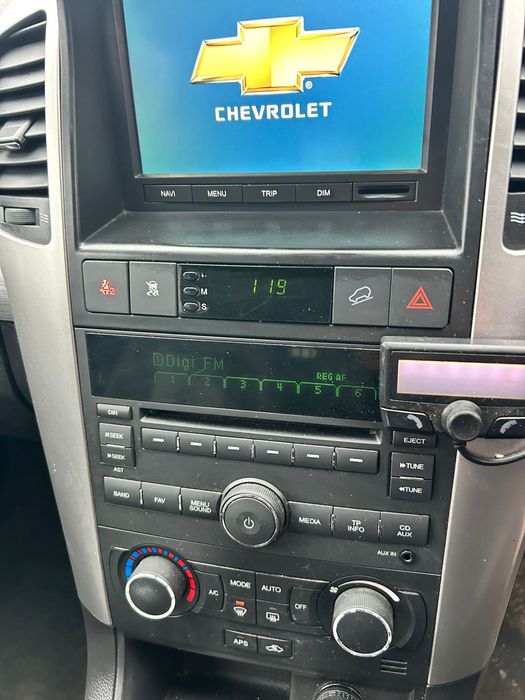 CHEVROLET
®
NAVI MENU TRIP DIM
2 M 119
S
Digi FM
REG AF
1 2 3 4 5 6
DIR EJECT
SEEK TUNE
SEEK TUNE
AST
BAND FAV MENU SOUND MEDIA TP INFO CD AUX
AUX IN
A/C MODE AUTO OFF
APS